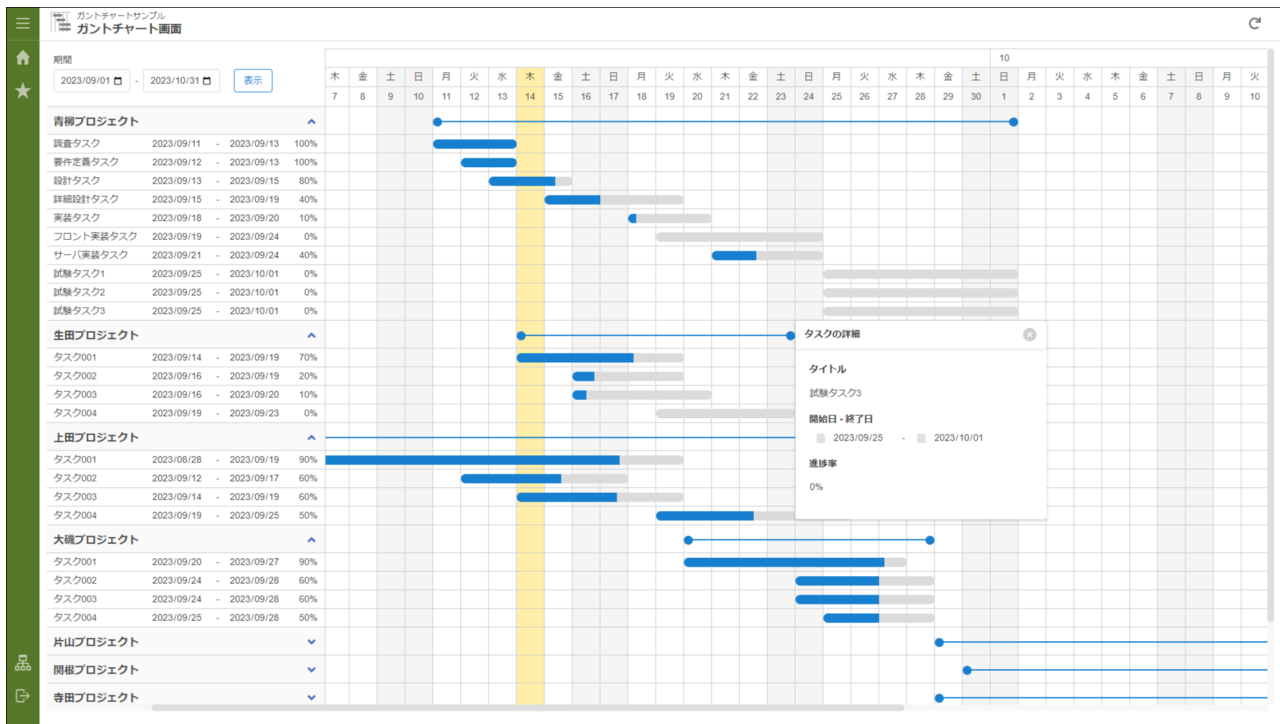 ガントチャートサンプル
ガントチャート画面
期間
2023/09/01 - 2023/10/31 表示
10
木 金 土 日 月 火 水 木 金 土 日 月 火 水 木 金 土 日 月 火 水 木 金 土 日 月 火 水 木 金 土 日 月 火
7 8 9 10 11 12 13 14 15 16 17 18 19 20 21 22 23 24 25 26 27 28 29 30 1 2 3 4 5 6 7 8 9 10
青柳プロジェクト
調査タスク 2023/09/11 - 2023/09/13 100%
要件定義タスク 2023/09/12 - 2023/09/13 100%
設計タスク 2023/09/13 - 2023/09/15 80%
詳細設計タスク 2023/09/15 - 2023/09/19 40%
実装タスク 2023/09/18 - 2023/09/20 10%
フロント実装タスク 2023/09/19 - 2023/09/24 0%
サーバ実装タスク 2023/09/21 - 2023/09/24 40%
試験タスク1 2023/09/25 - 2023/10/01 0%
試験タスク2 2023/09/25 - 2023/10/01 0%
試験タスク3 2023/09/25 - 2023/10/01 0%
生田プロジェクト
タスク001 2023/09/14 - 2023/09/19 70%
タスク002 2023/09/16 - 2023/09/19 20%
タスク003 2023/09/16 - 2023/09/20 10%
タスク004 2023/09/19 - 2023/09/23 0%
上田プロジェクト
タスク001 2023/08/28 - 2023/09/19 90%
タスク002 2023/09/12 - 2023/09/17 60%
タスク003 2023/09/14 - 2023/09/19 60%
タスク004 2023/09/19 - 2023/09/25 50%
大磯プロジェクト
タスク001 2023/09/20 - 2023/09/27 90%
タスク002 2023/09/24 - 2023/09/28 60%
タスク003 2023/09/24 - 2023/09/28 60%
タスク004 2023/09/25 - 2023/09/28 50%
片山プロジェクト
関根プロジェクト
寺田プロジェクト
タスクの詳細
タイトル
試験タスク3
開始日 - 終了日
2023/09/25 - 2023/10/01
進捗率
0%